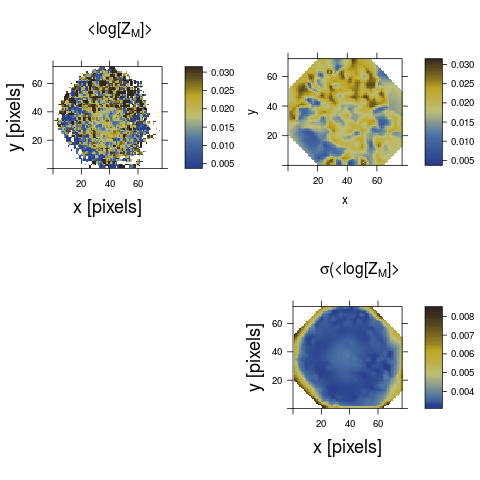 <log[Z_M]>
60
40
20
20 40 60
x [pixels]
y [pixels]
0.030
0.025
0.020
0.015
0.010
0.005
60
40
20
20 40 60
x
y
0.030
0.025
0.020
0.015
0.010
0.005
σ(<log[Z_M]>
60
40
20
20 40 60
x [pixels]
y [pixels]
0.008
0.007
0.006
0.005
0.004